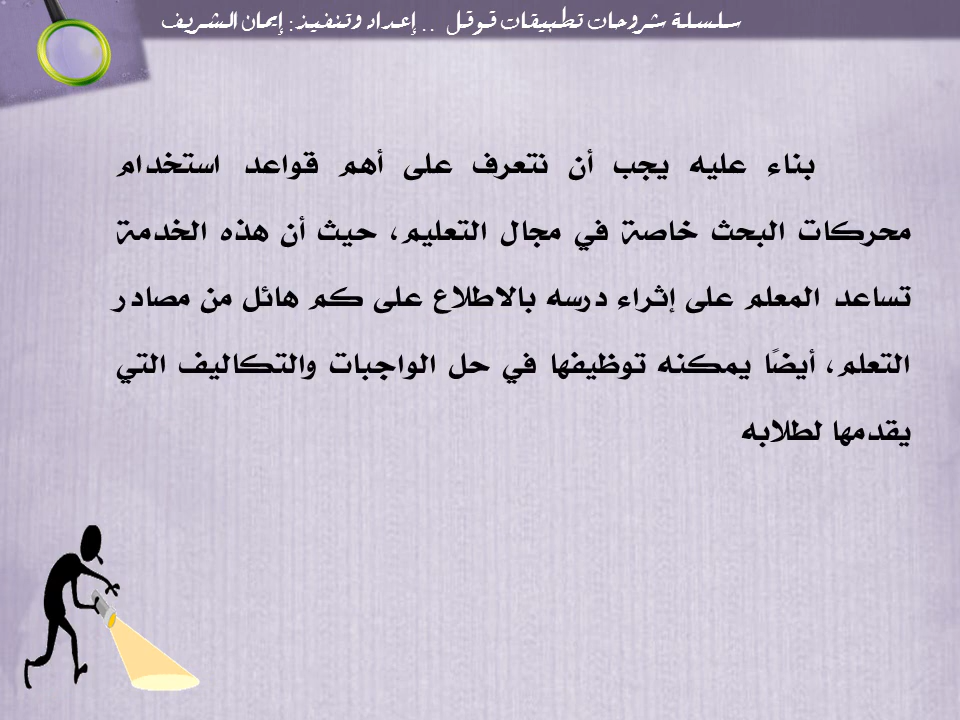 سلسلة شروحات تطبيقات قوقل .. إعداد وتنفيذ: إيمان الشريف
بناء عليه يجب أن نتعرف على أهم قواعد استخدام
محركات البحث خاصة في مجال التعليم، حيث أن هذه الخدمة
تساعد المعلم على إثراء درسه بالاطلاع على كم هائل من مصادر
التعلم، أيضًا يمكنه توظيفها في حل الواجبات والتكاليف التي
يقدمها لطلابه